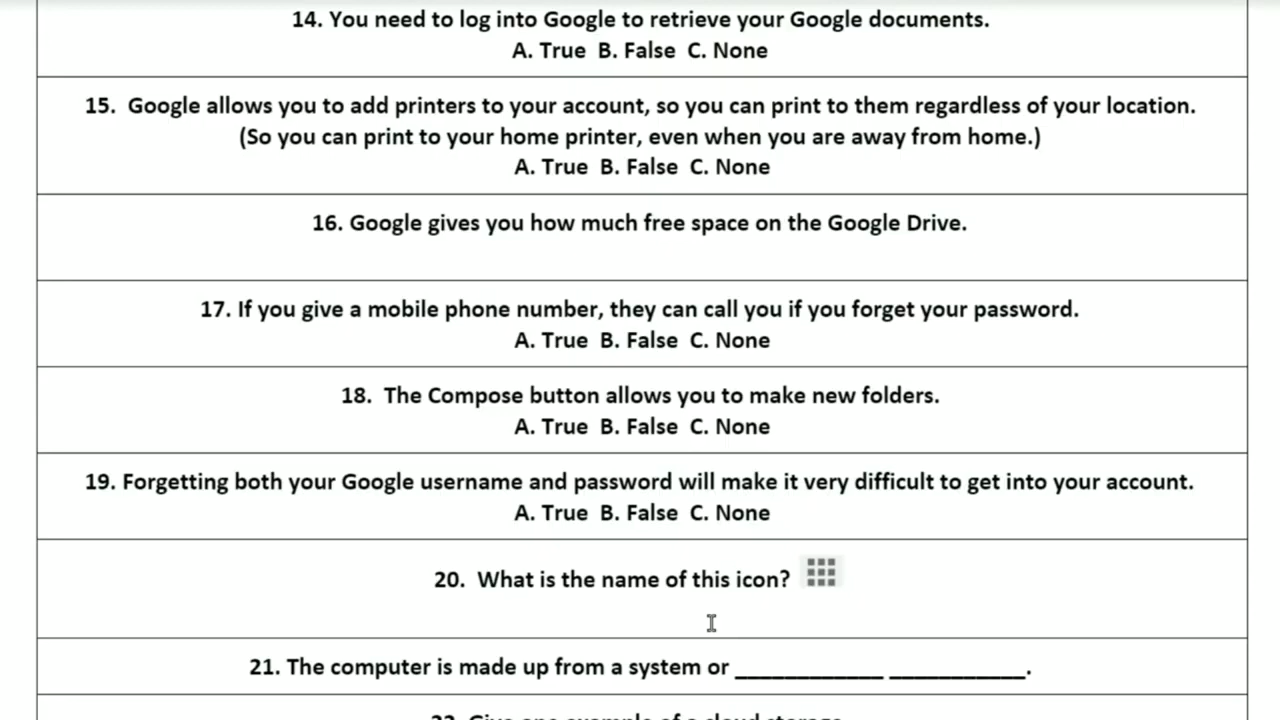 14. You need to log into Google to retrieve your Google documents.
A. True B. False C. None
15. Google allows you to add printers to your account, so you can print to them regardless of your location.
(So you can print to your home printer, even when you are away from home.)
A. True B. False C. None
16. Google gives you how much free space on the Google Drive.
17. If you give a mobile phone number, they can call you if you forget your password.
A. True B. False C. None
18. The Compose button allows you to make new folders.
A. True B. False C. None
19. Forgetting both your Google username and password will make it very difficult to get into your account.
A. True B. False C. None
20. What is the name of this icon?
21. The computer is made up from a system or ____________ ___________.
22. Give one example of a cloud storage